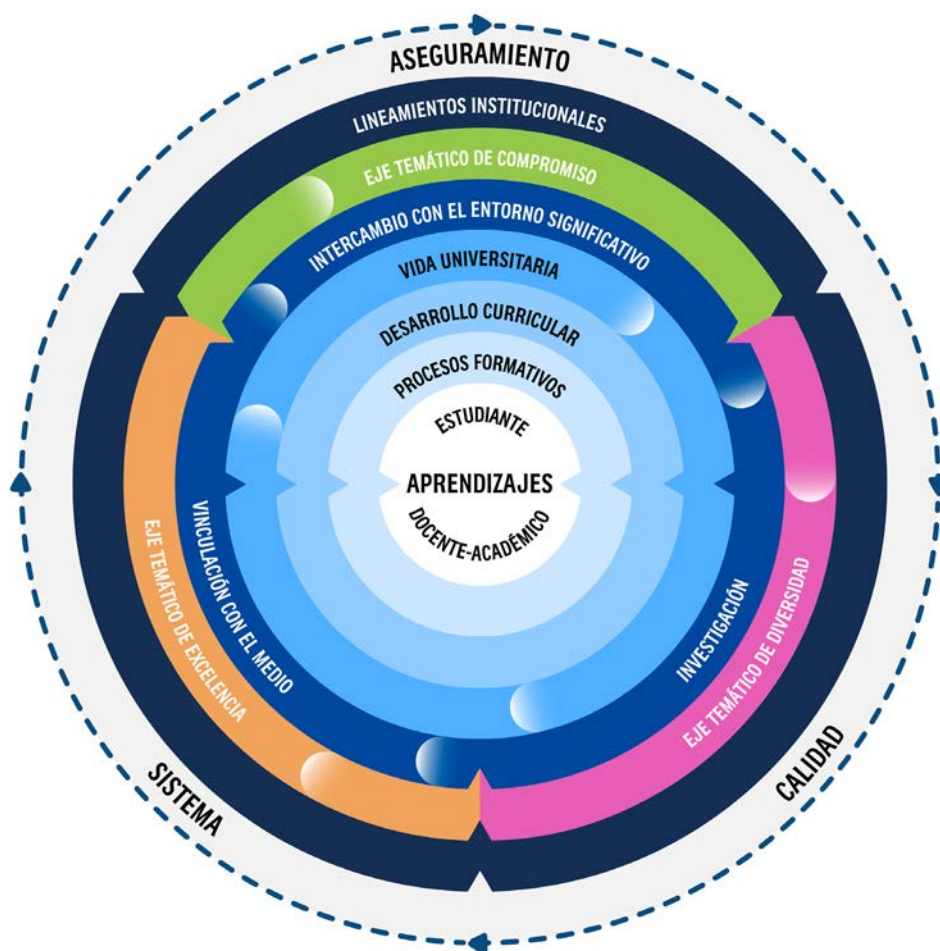 ASEGURAMIENTO
LINEAMIENTOS INSTITUCIONALES
EJE TEMÁTICO DE COMPROMISO
INTERCAMBIO CON EL ENTORNO SIGNIFICATIVO
VIDA UNIVERSITARIA
DESARROLLO CURRICULAR
PROCESOS FORMATIVOS
ESTUDIANTE
APRENDIZAJES
DOCENTE-ACADÉMICO
VINCULACIÓN CON EL MEDIO
INVESTIGACIÓN
EJE TEMÁTICO DE EXCELENCIA
EJE TEMÁTICO DE DIVERSIDAD
SISTEMA
CALIDAD